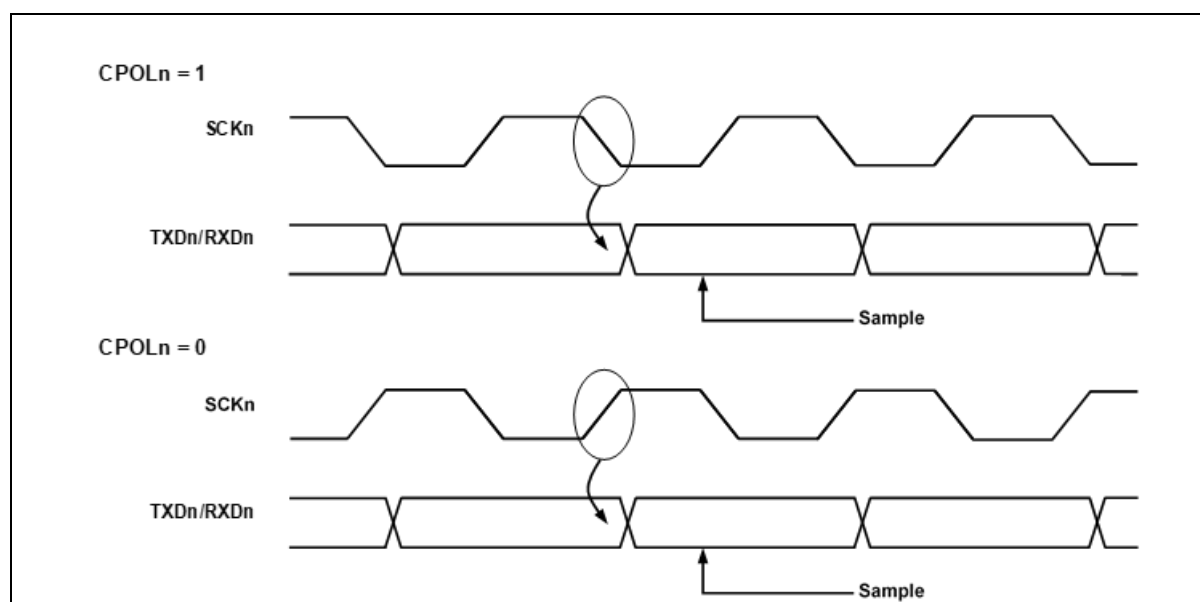 CPOLn = 1
SCKn
TXDn/RXDn
Sample
CPOLn = 0
SCKn
TXDn/RXDn
Sample